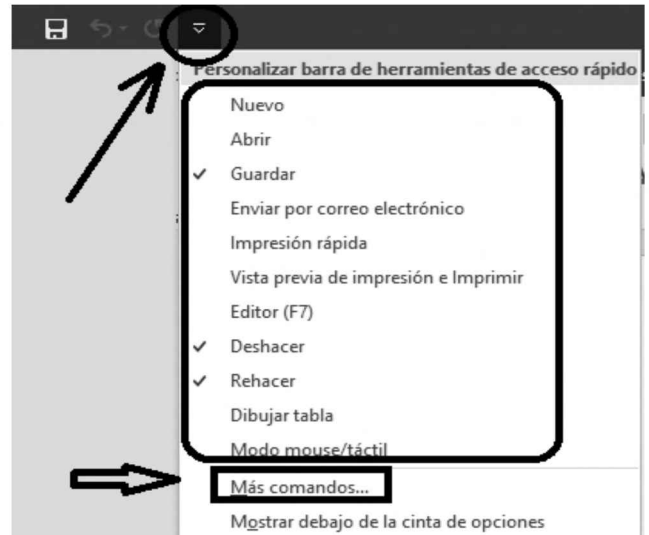 Personalizar barra de herramientas de acceso rápido
Nuevo
Abrir
Guardar
Enviar por correo electrónico
Impresión rápida
Vista previa de impresión e Imprimir
Editor (F7)
Deshacer
Rehacer
Dibujar tabla
Modo mouse/táctil
Más comandos...
Mostrar debajo de la cinta de opciones